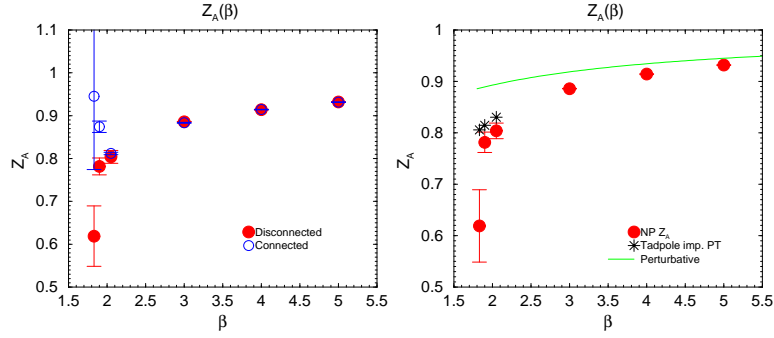 Z_A(β)
1.1
1
0.9
0.8
0.7
0.6
0.5
Z_A
Disconnected
Connected
1.5 2 2.5 3 3.5 4 4.5 5 5.5
β
Z_A(β)
1
0.9
0.8
0.7
0.6
0.5
Z_A
NP Z_A
Tadpole imp. PT
Perturbative
1.5 2 2.5 3 3.5 4 4.5 5 5.5
β